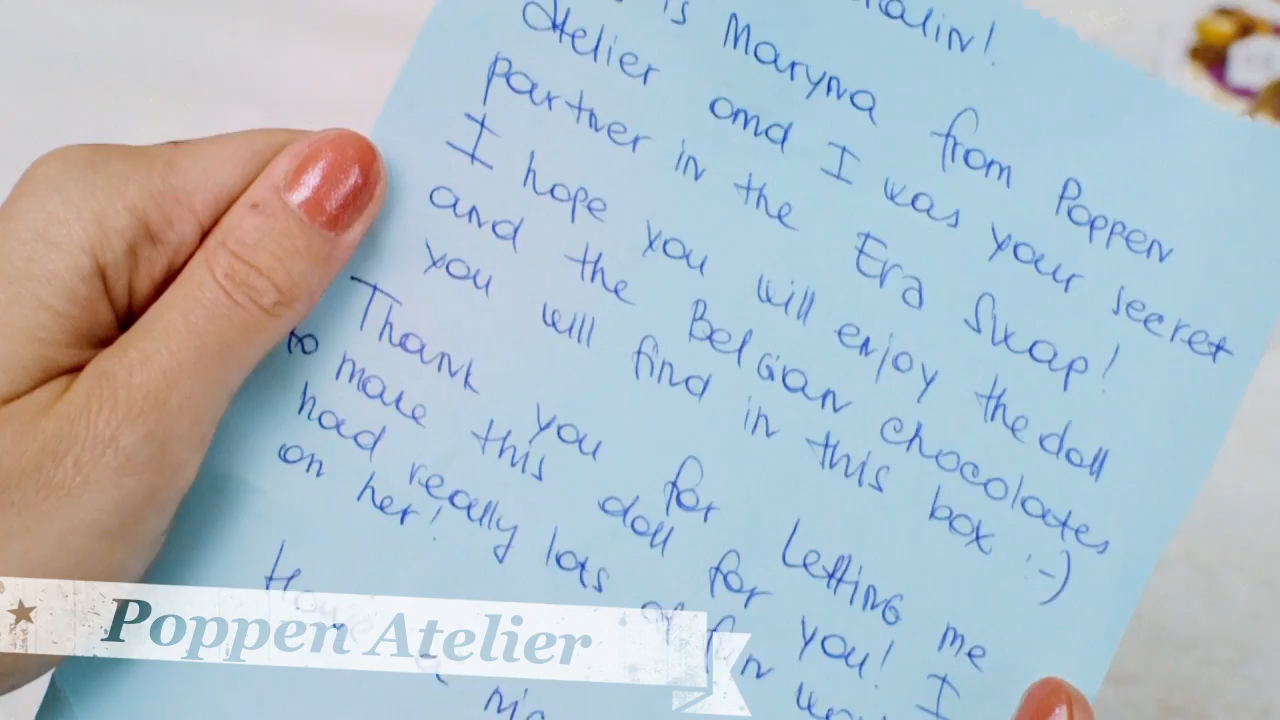 is Maryna from Poppen
Atelier and I was your secret
partner in the Era Swap!
I hope you will enjoy the doll
and the Belgian chocolates
you will find in this box :-)
Thank you for Letting me
to make this doll for you! I
had really lots of fun
on her!
Poppen Atelier